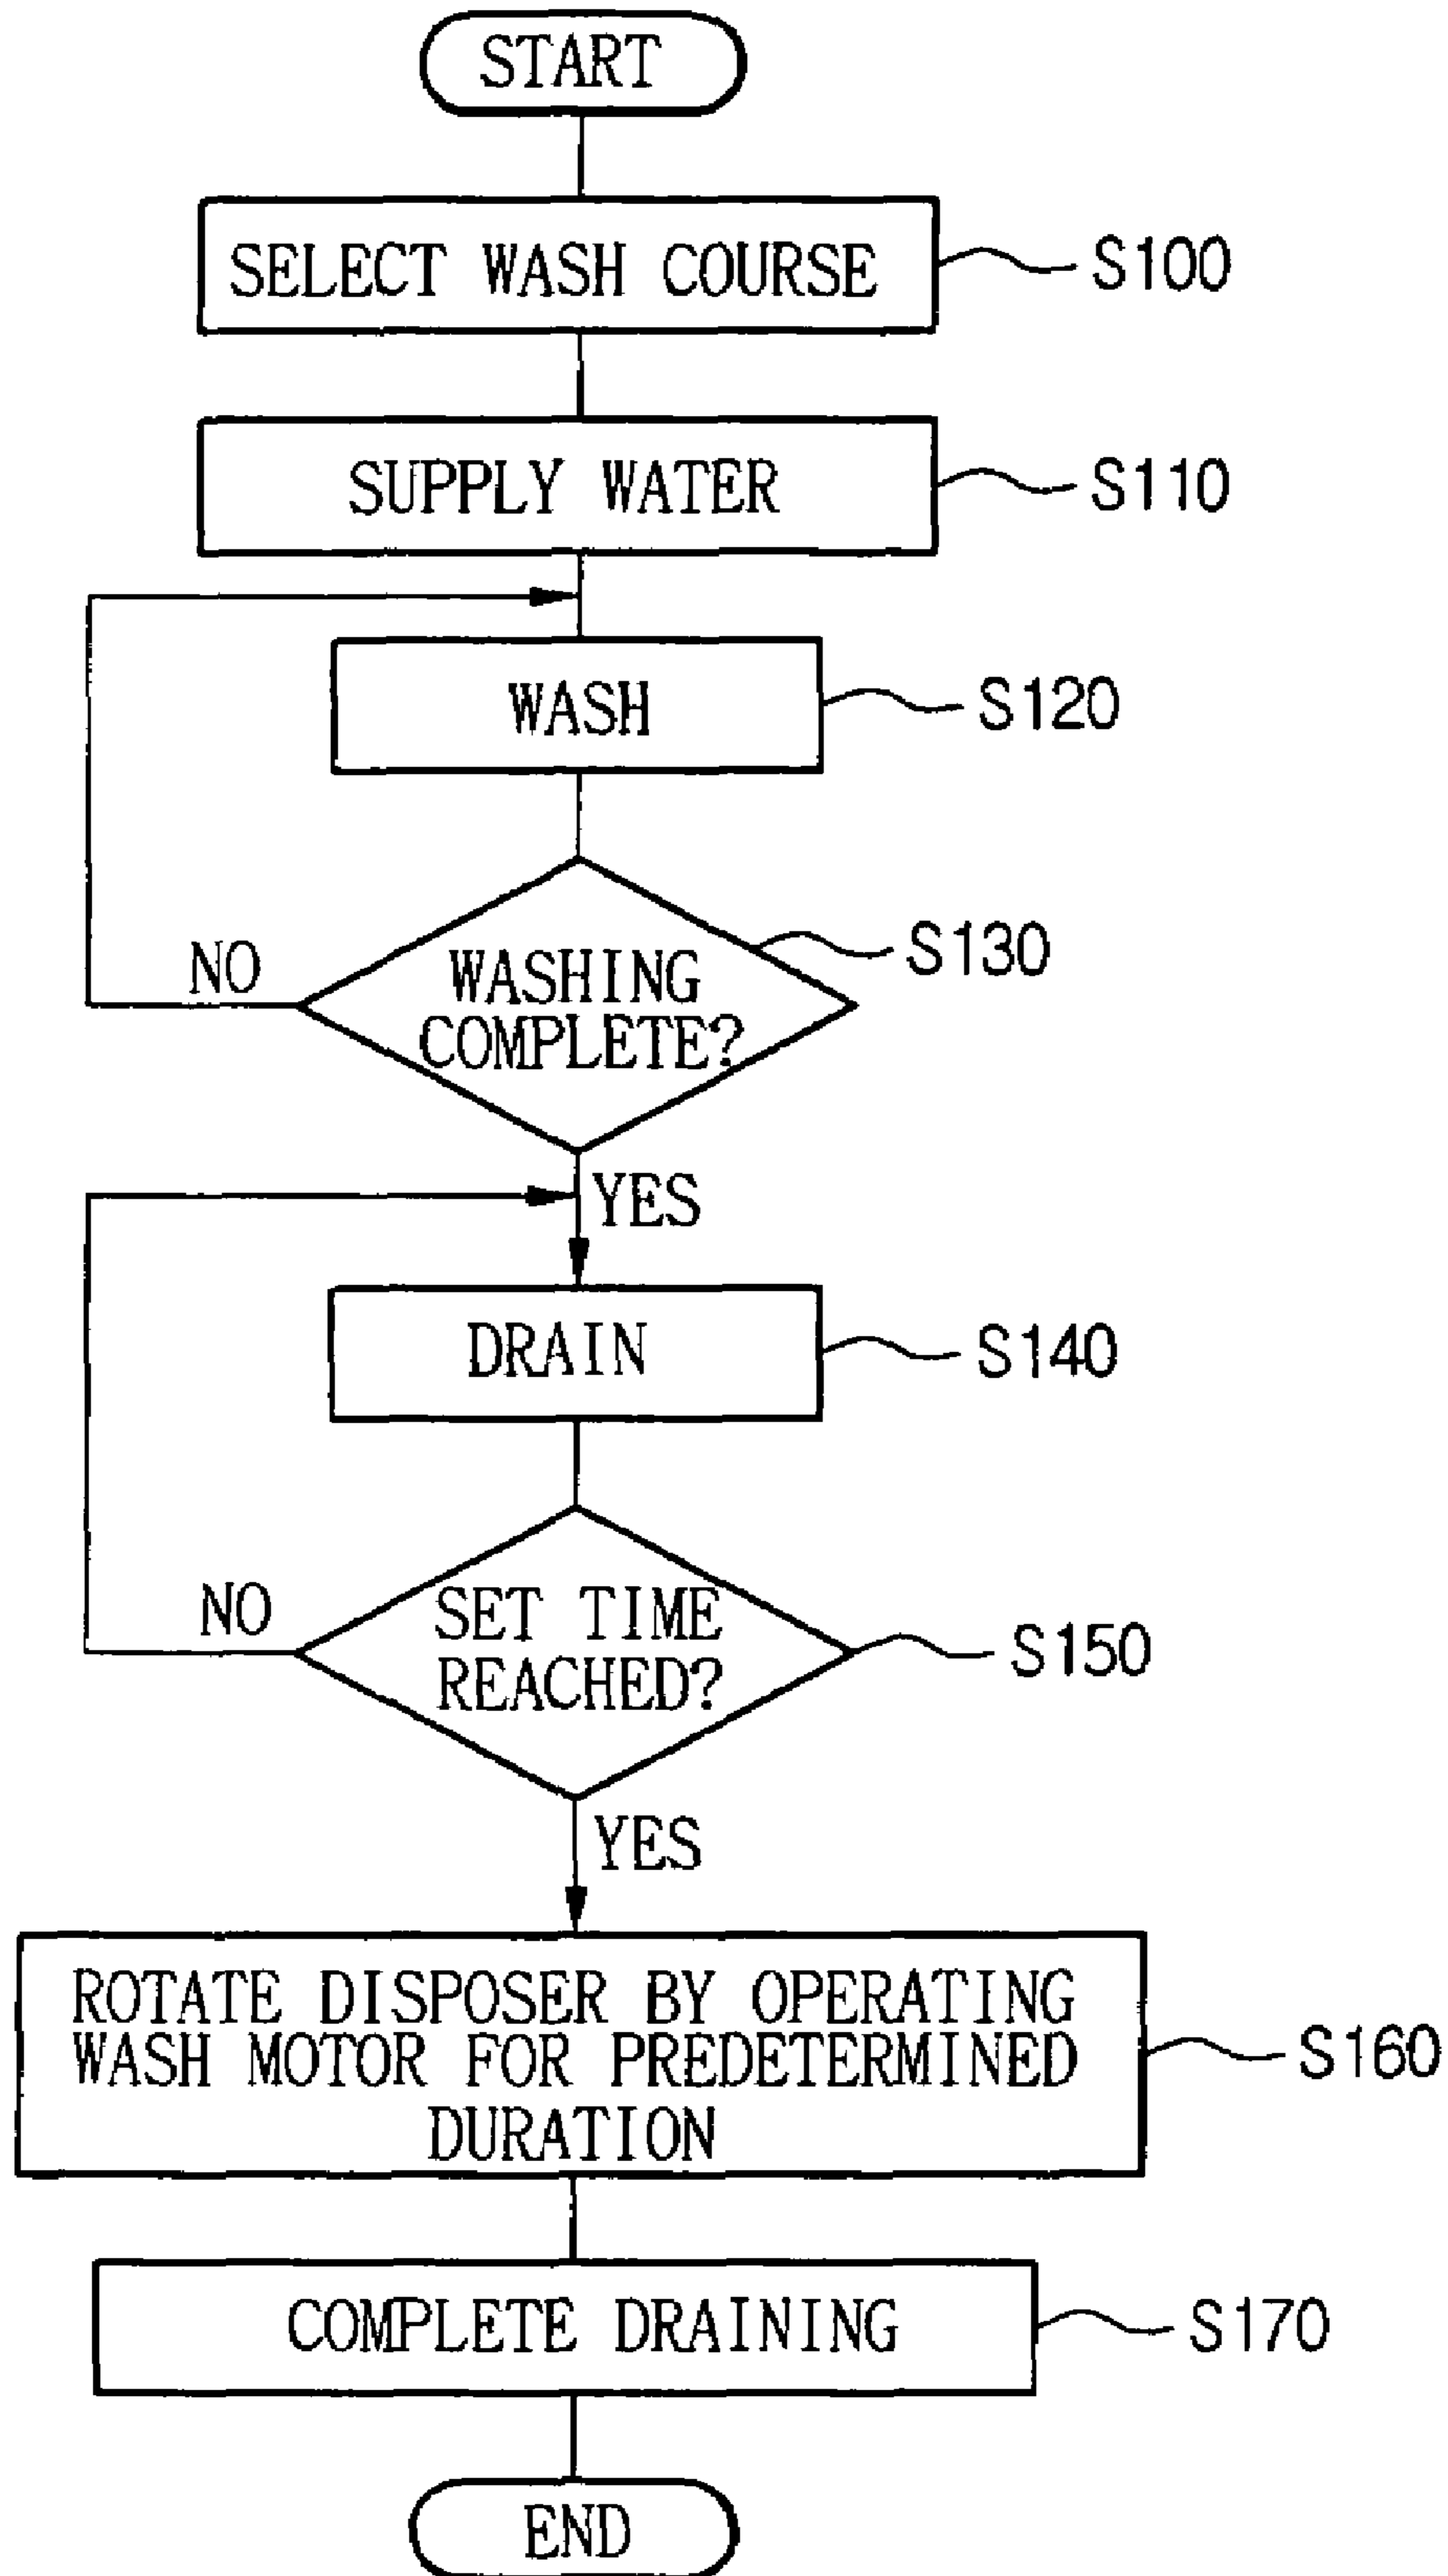 START
SELECT WASH COURSE
S100
SUPPLY WATER
S110
WASH
S120
WASHING
COMPLETE?
S130
NO
YES
DRAIN
S140
SET TIME
REACHED?
S150
NO
YES
ROTATE DISPOSER BY OPERATING
WASH MOTOR FOR PREDETERMINED
DURATION
S160
COMPLETE DRAINING
S170
END